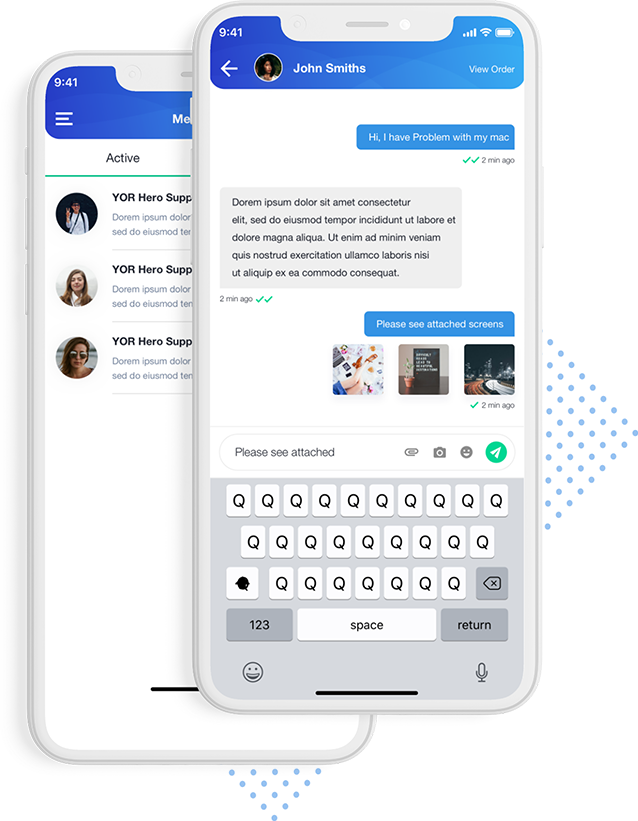 9:41
Me
Active
YOR Hero Supp
Dorem ipsum dolor
sed do eiusmod ten
YOR Hero Supp
Dorem ipsum dolor
sed do eiusmod ten
YOR Hero Supp
Dorem ipsum dolor
sed do eiusmod ten
9:41
John Smiths
View Order
Hi, I have Problem with my mac
2 min ago
Dorem ipsum dolor sit amet consectetur
elit, sed do eiusmod tempor incididunt ut labore et
dolore magna aliqua. Ut enim ad minim veniam
quis nostrud exercitation ullamco laboris nisi
ut aliquip ex ea commodo consequat.
2 min ago
Please see attached screens
2 min ago
Please see attached
Q Q Q Q Q Q Q Q Q Q
Q Q Q Q Q Q Q Q Q
Q Q Q Q Q Q Q
123 space return